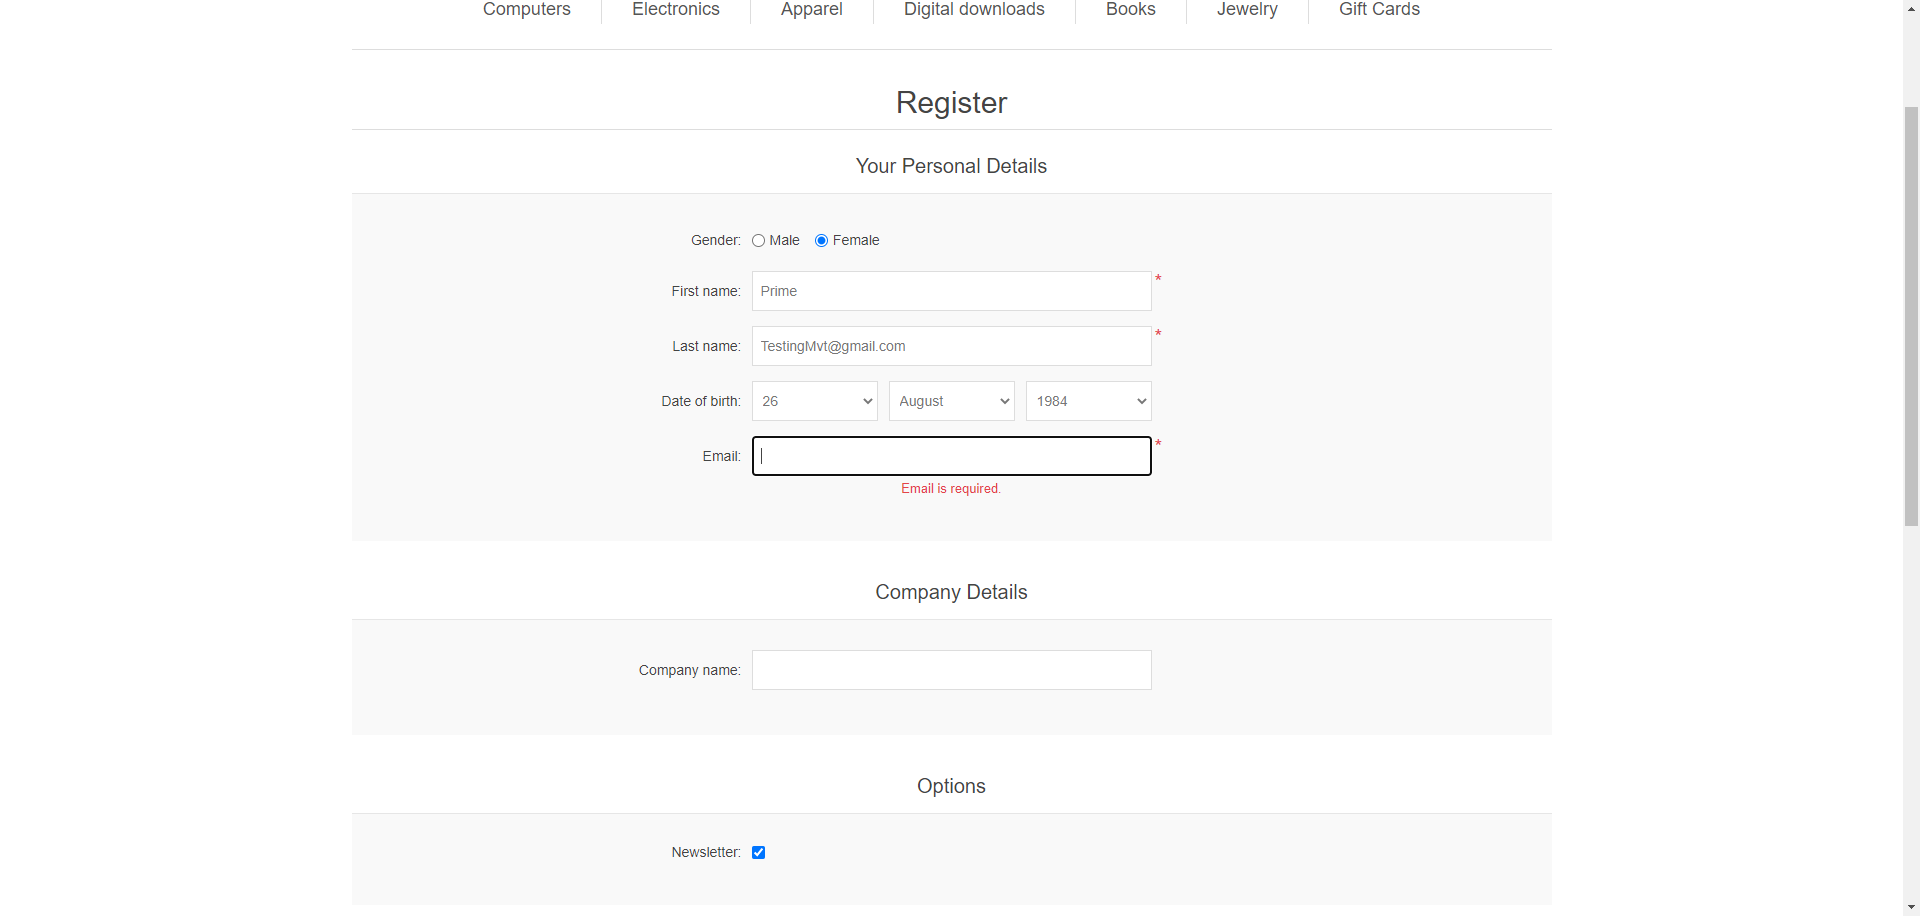 Computers Electronics Apparel Digital downloads Books Jewelry Gift Cards
Register
Your Personal Details
Gender: Male Female
First name: Prime *
Last name: TestingMvt@gmail.com *
Date of birth: 26 August 1984
Email: *
Email is required.
Company Details
Company name:
Options
Newsletter: